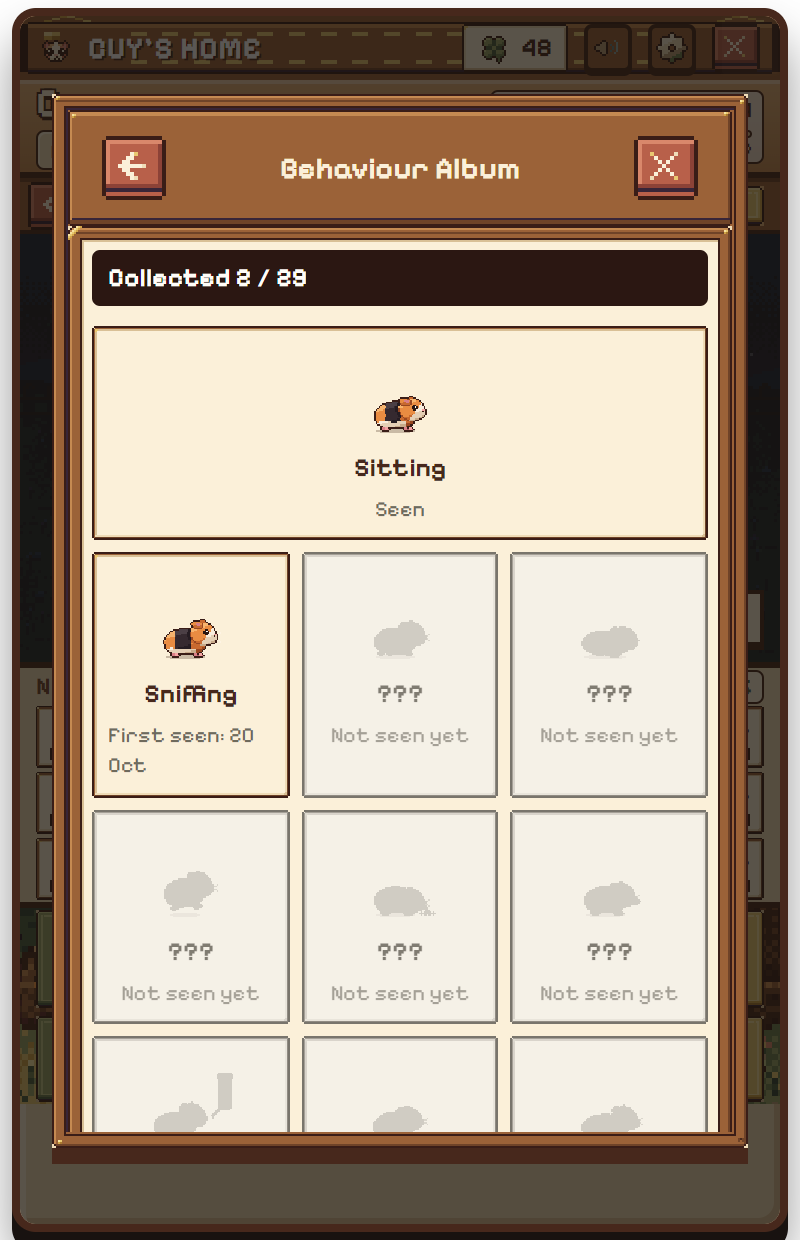 GUY'S HOME
48
Behaviour Album
Collected 2 / 29
Sitting
Seen
Sniffing
First seen: 20
Oct
???
Not seen yet
???
Not seen yet
???
Not seen yet
???
Not seen yet
???
Not seen yet